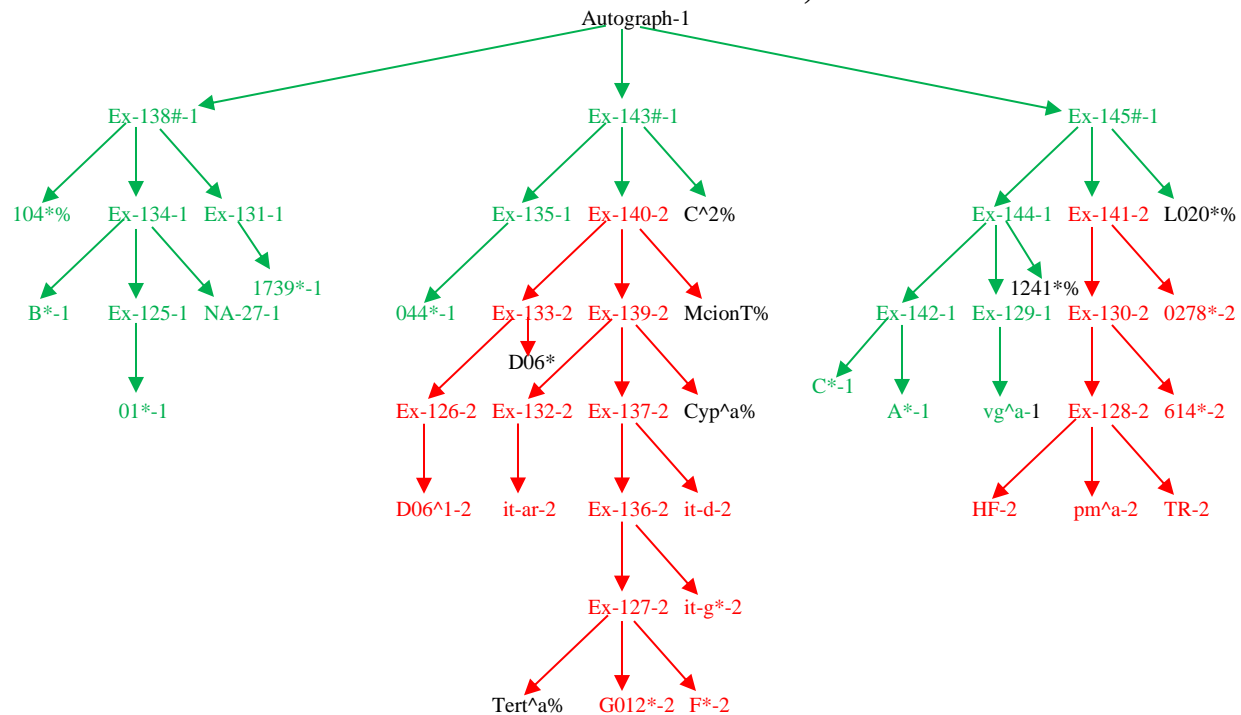 Autograph-1
Ex-138#-1 Ex-143#-1 Ex-145#-1
104*% Ex-134-1 Ex-131-1 Ex-135-1 Ex-140-2 C^2% Ex-144-1 Ex-141-2 L020*%
1739*-1 1241*%
B*-1 Ex-125-1 NA-27-1 044*-1 Ex-133-2 Ex-139-2 McionT% Ex-142-1 Ex-129-1 Ex-130-2 0278*-2
D06*
C*-1
01*-1 Ex-126-2 Ex-132-2 Ex-137-2 Cyp^a% A*-1 vg^a-1 Ex-128-2 614*-2
D06^1-2 it-ar-2 Ex-136-2 it-d-2 HF-2 pm^a-2 TR-2
Ex-127-2 it-g*-2
Tert^a% G012*-2 F*-2